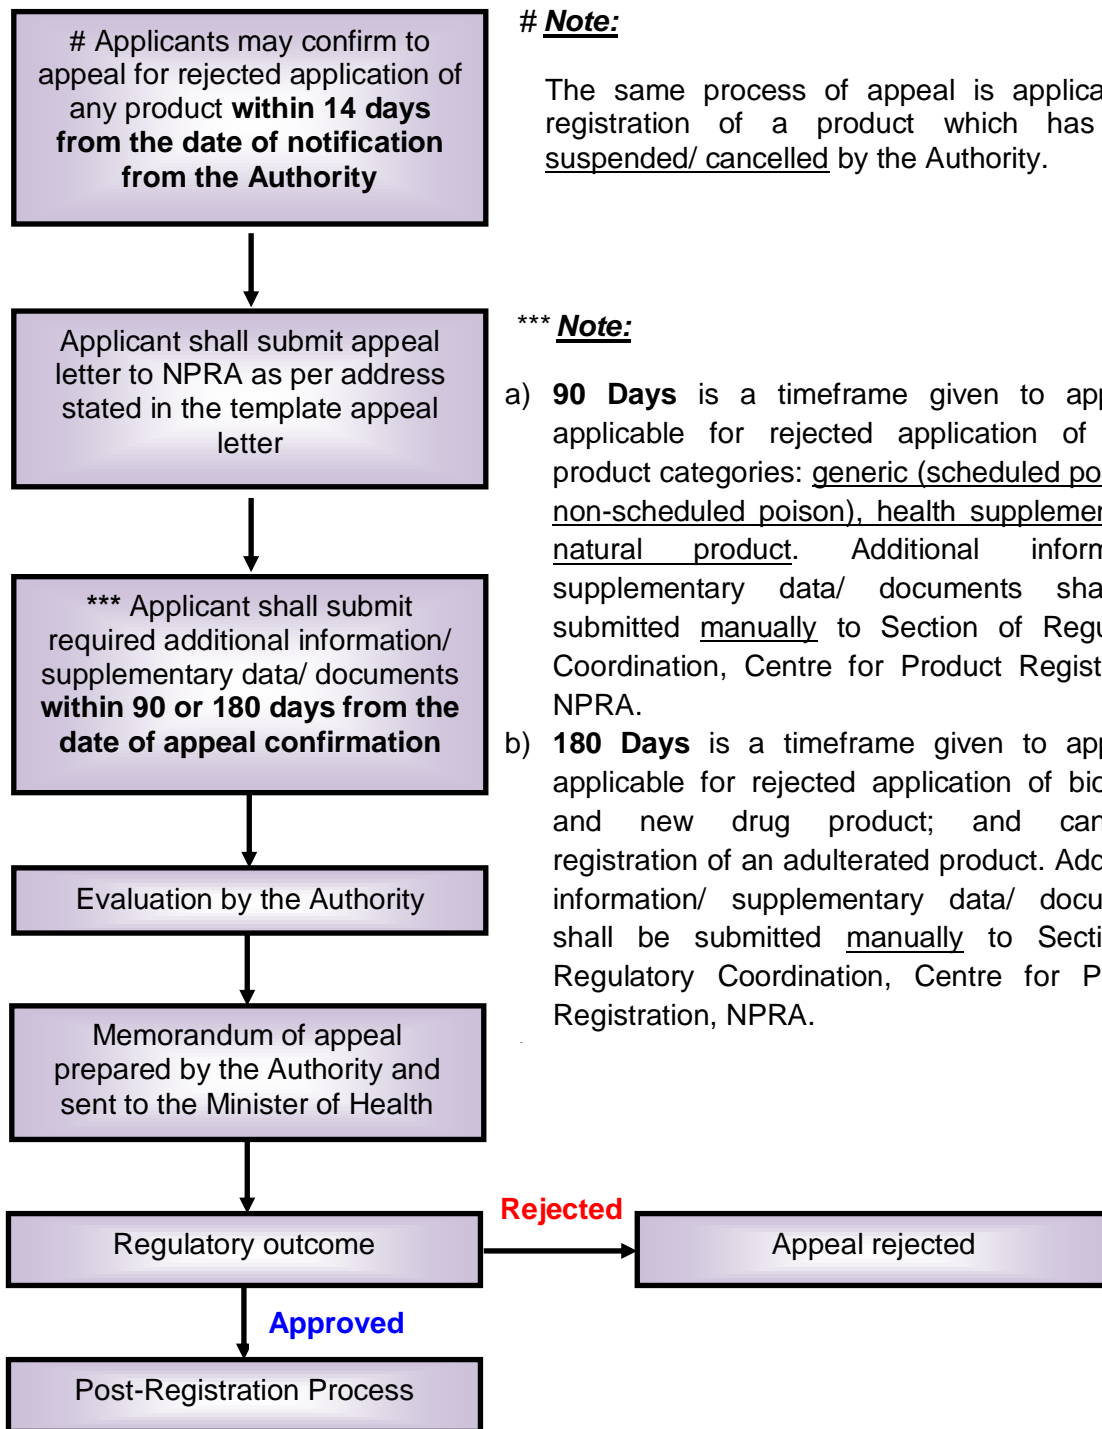 # Applicants may confirm to
appeal for rejected application of
any product within 14 days
from the date of notification
from the Authority
# Note:
The same process of appeal is
registration of a product which has
suspended/ cancelled by the Authority.
Applicant shall submit appeal
letter to NPRA as per address
stated in the template appeal
letter
*** Applicant shall submit
required additional information/
supplementary data/ documents
within 90 or 180 days from the
date of appeal confirmation
*** Note:
a) 90 Days is a timeframe given to
applicable for rejected application of
product categories: generic (scheduled
non-scheduled poison), health
natural product. Additional
supplementary data/ documents
submitted manually to Section of
Coordination, Centre for Product
NPRA.
b) 180 Days is a timeframe given to
applicable for rejected application of
and new drug product; and
registration of an adulterated product.
information/ supplementary data/
shall be submitted manually to
Regulatory Coordination, Centre for
Registration, NPRA.
Evaluation by the Authority
Memorandum of appeal
prepared by the Authority and
sent to the Minister of Health
Regulatory outcome
Rejected
Appeal rejected
Approved
Post-Registration Process